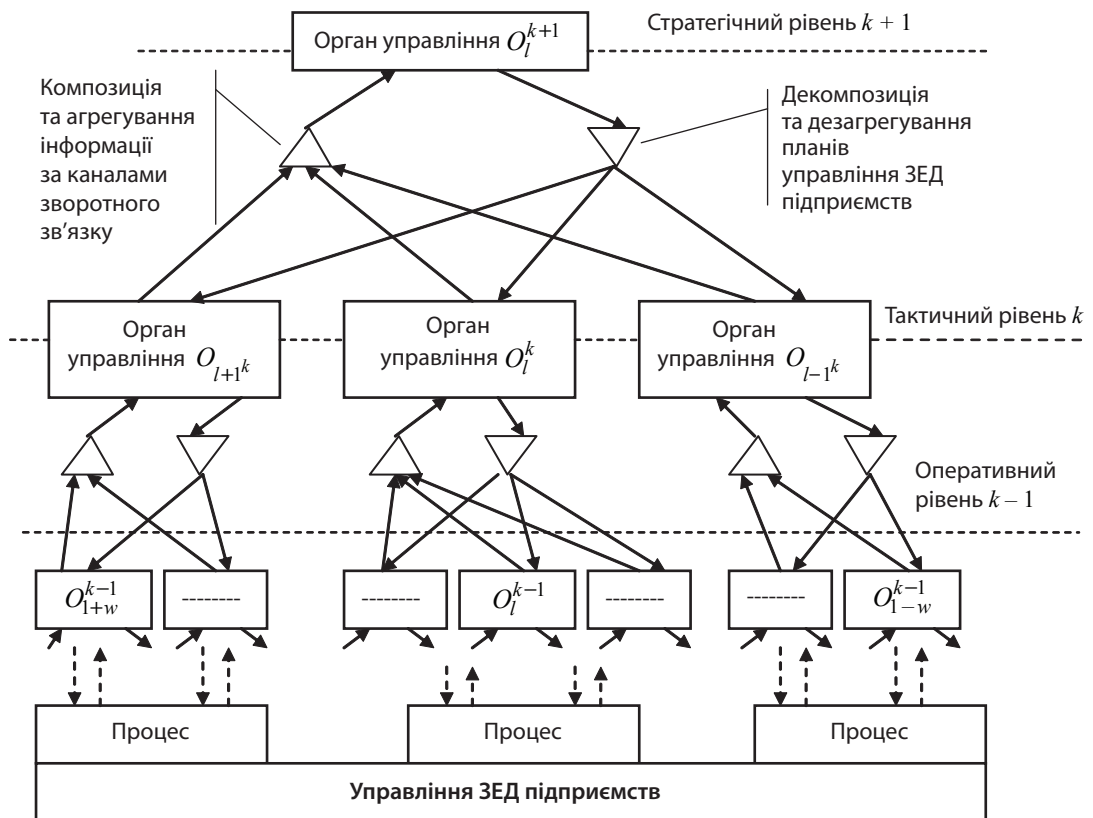 Стратегічний рівень k + 1
Орган управління O_l^{k+1}
Композиція
та агрегування
інформації
за каналами
зворотного
зв'язку
Декомпозиція
та дезагрегування
планів
управління ЗЕД
підприємств
Тактичний рівень k
Орган
управління O_{l+1^k}
Орган
управління O_l^k
Орган
управління O_{l–1^k}
Оперативний
рівень k – 1
O_{1+w}^{k–1}
--------
--------
O_l^{k–1}
--------
--------
O_{1–w}^{k–1}
Процес
Процес
Процес
Управління ЗЕД підприємств